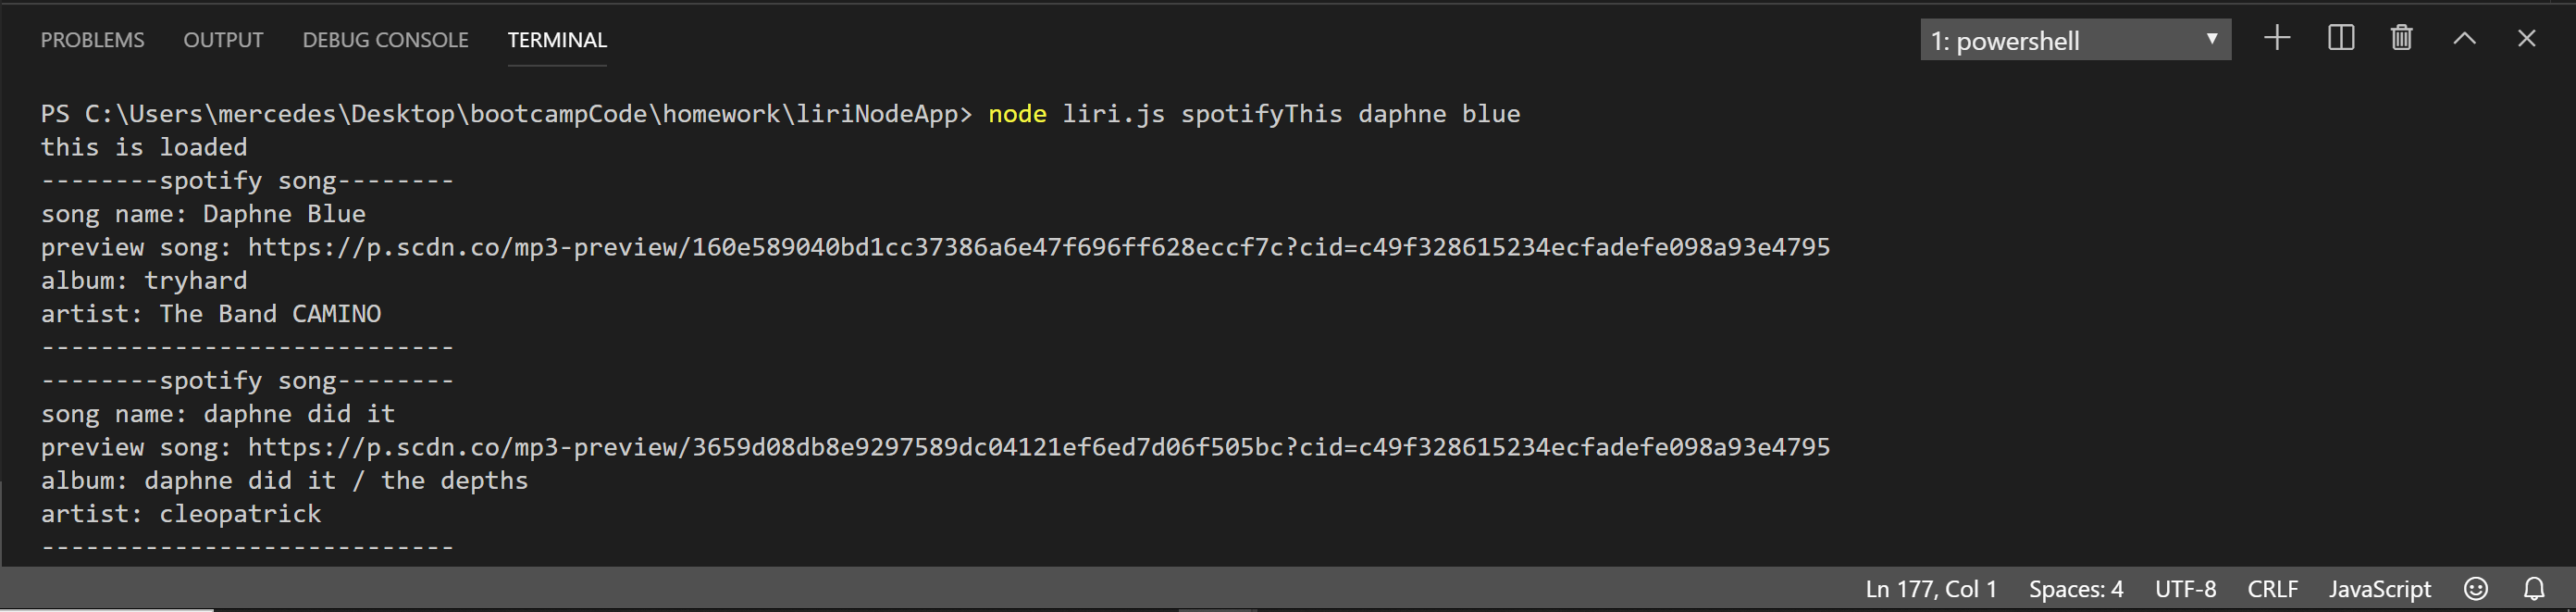 PROBLEMS OUTPUT DEBUG CONSOLE TERMINAL 1: powershell
PS C:\Users\mercedes\Desktop\bootcampCode\homework\liriNodeApp> node liri.js spotifyThis daphne blue
this is loaded
--------spotify song--------
song name: Daphne Blue
preview song: https://p.scdn.co/mp3-preview/160e589040bd1cc37386a6e47f696ff628eccf7c?cid=c49f328615234ecfadefe098a93e4795
album: tryhard
artist: The Band CAMINO
----------------------------
--------spotify song--------
song name: daphne did it
preview song: https://p.scdn.co/mp3-preview/3659d08db8e9297589dc04121ef6ed7d06f505bc?cid=c49f328615234ecfadefe098a93e4795
album: daphne did it / the depths
artist: cleopatrick
----------------------------
Ln 177, Col 1 Spaces: 4 UTF-8 CRLF JavaScript